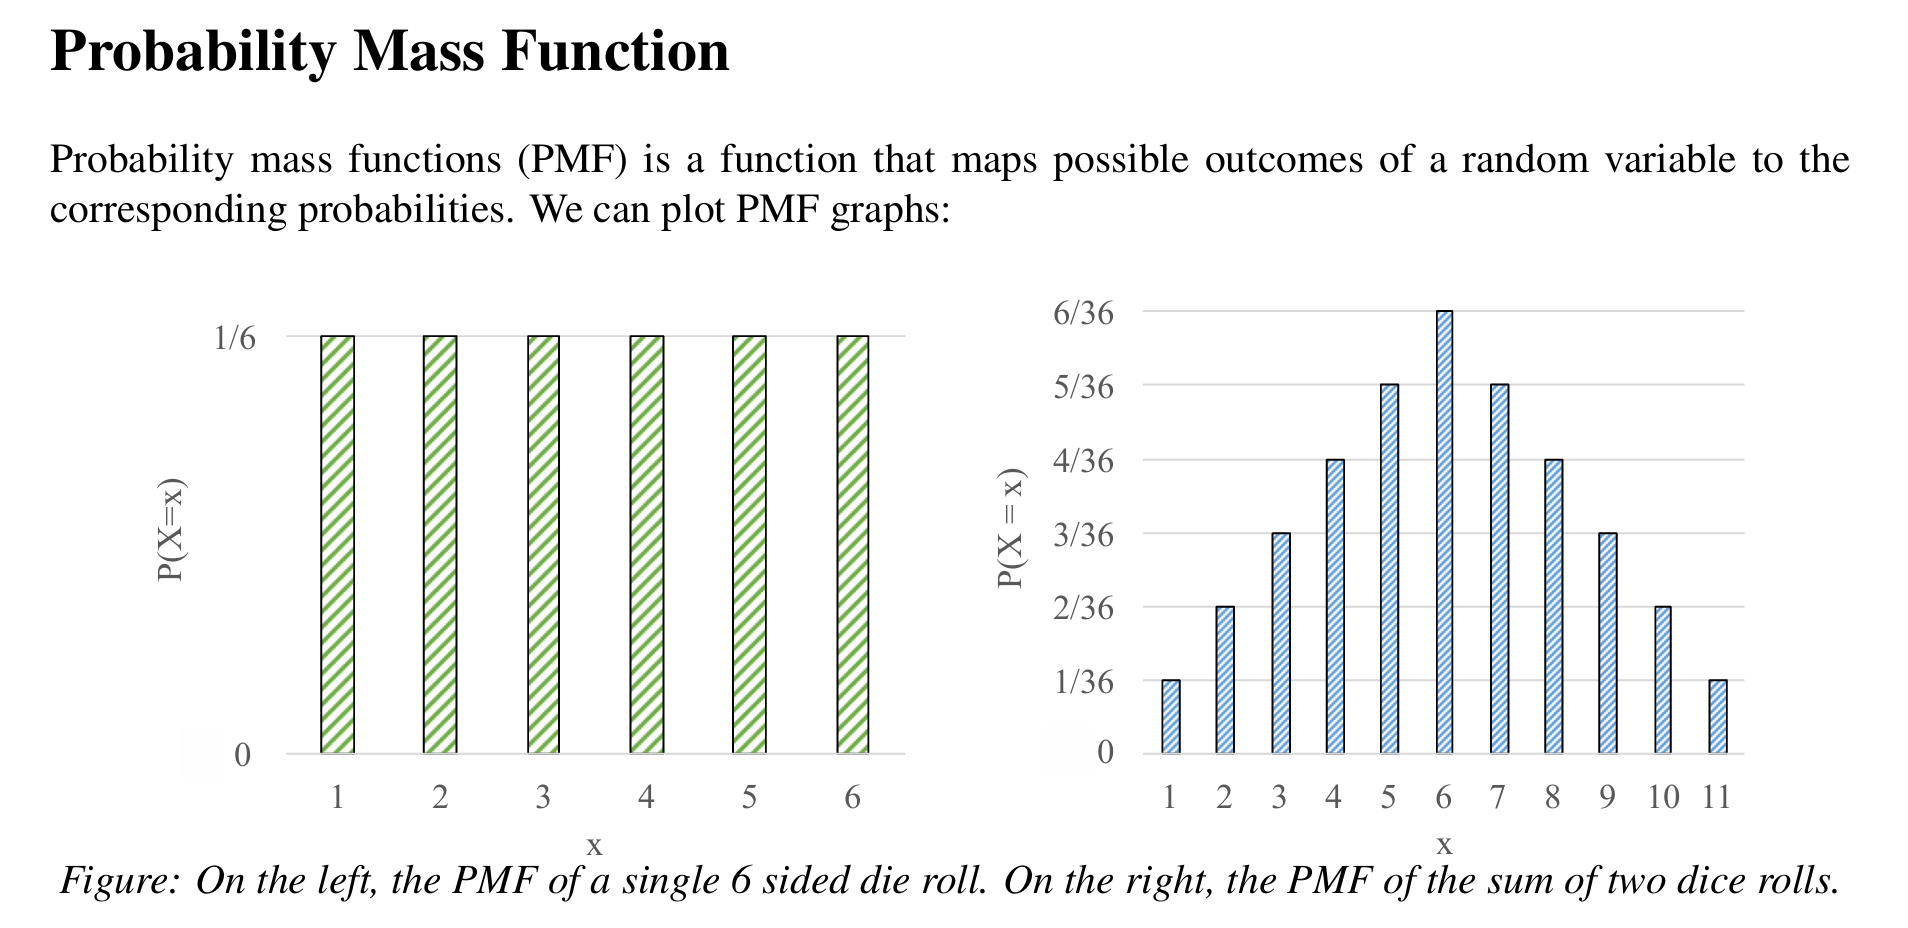 Probability Mass Function
Probability mass functions (PMF) is a function that maps possible outcomes of a random variable to the
corresponding probabilities. We can plot PMF graphs:
1/6
0
P(X=x)
1 2 3 4 5 6
x
6/36
5/36
4/36
3/36
2/36
1/36
0
P(X = x)
1 2 3 4 5 6 7 8 9 10 11
x
Figure: On the left, the PMF of a single 6 sided die roll. On the right, the PMF of the sum of two dice rolls.